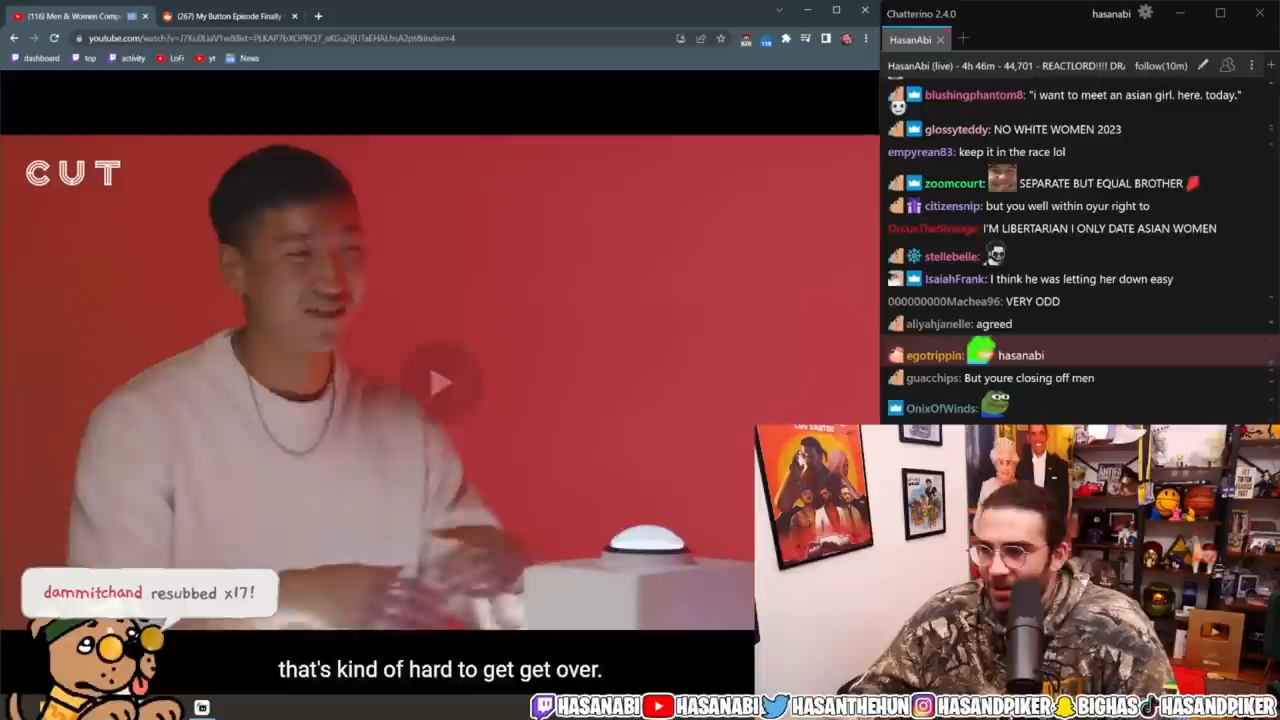 (116) Men & Women Comp
(267) My Button Episode Finally
youtube.com/watch?v=J7Ku0UaV1w&list=PLKAP7bXOPRQ7_aKGu2fjUTaEHALbsA2pt&index=4
dashboard
top
activity
LoFi
yt
News
CUT
dammitchand resubbed x17!
that's kind of hard to get get over.
Chatterino 2.4.0
hasanabi
HasanAbi
HasanAbi (live) - 4h 46m - 44,701 - REACTLORD!!!! DR
follow(10m)
blushingphantom8: "i want to meet an asian girl. here. today."
glossyteddy: NO WHITE WOMEN 2023
empyrean83: keep it in the race lol
zoomcourt: SEPARATE BUT EQUAL BROTHER
citizensnip: but you well within oyur right to
OrcusTheStrange: I'M LIBERTARIAN I ONLY DATE ASIAN WOMEN
stellebelle:
IsaiahFrank: I think he was letting her down easy
000000000Machea96: VERY ODD
aliyahjanelle: agreed
egotrippin: hasanabi
guacchips: But youre closing off men
OnixOfWinds:
LOS SANTOS
ANTIFA
HASANABI
HASANABI
HASANTHEHUN
HASANDPIKER
BIGHAS
HASANDPIKER